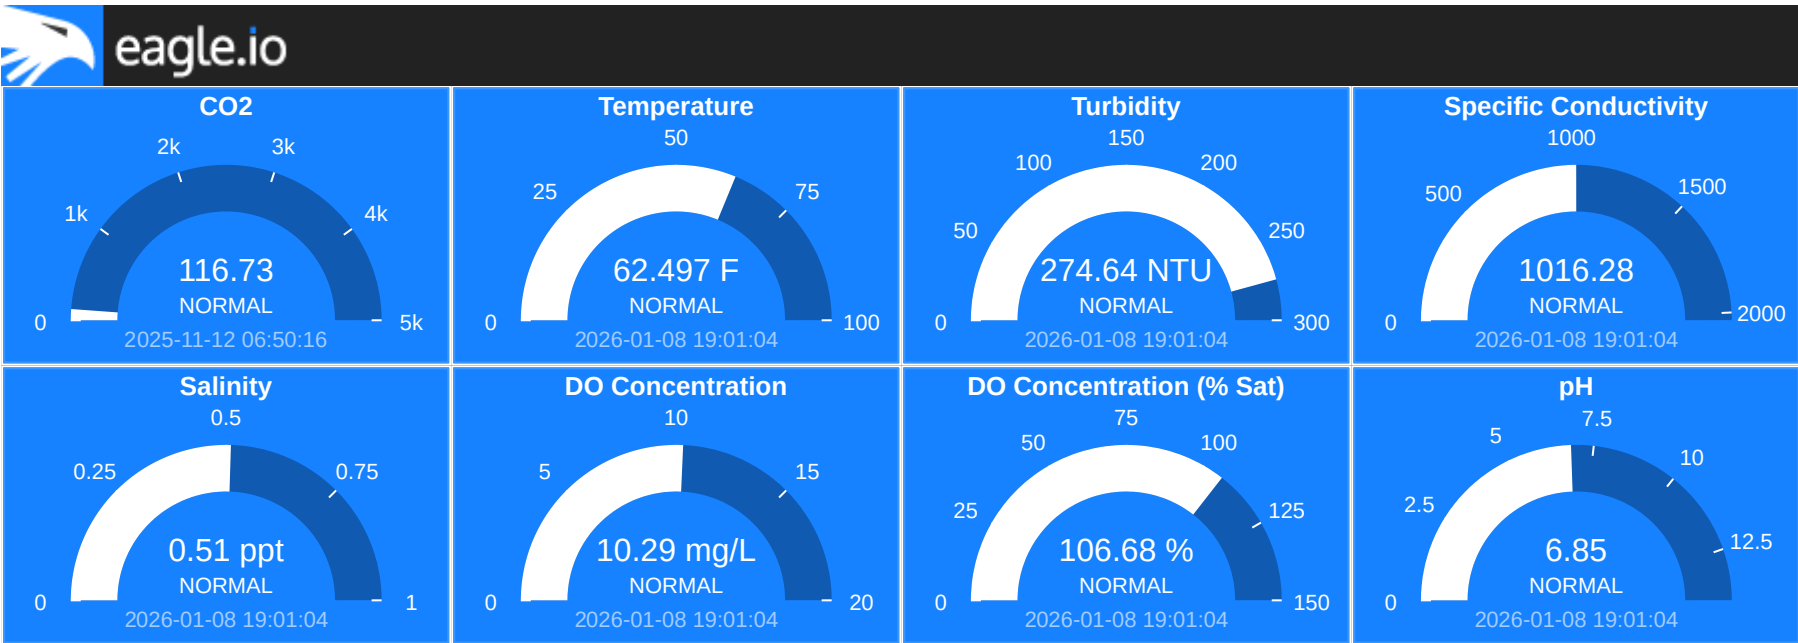 eagle.io
CO2
0
1k
2k
3k
4k
5k
116.73
NORMAL
2025-11-12 06:50:16
Temperature
0
25
50
75
100
62.497 F
NORMAL
2026-01-08 19:01:04
Turbidity
0
50
100
150
200
250
300
274.64 NTU
NORMAL
2026-01-08 19:01:04
Specific Conductivity
0
500
1000
1500
2000
1016.28
NORMAL
2026-01-08 19:01:04
Salinity
0
0.25
0.5
0.75
1
0.51 ppt
NORMAL
2026-01-08 19:01:04
DO Concentration
0
5
10
15
20
10.29 mg/L
NORMAL
2026-01-08 19:01:04
DO Concentration (% Sat)
0
25
50
75
100
125
150
106.68 %
NORMAL
2026-01-08 19:01:04
pH
0
2.5
5
7.5
10
12.5
6.85
NORMAL
2026-01-08 19:01:04